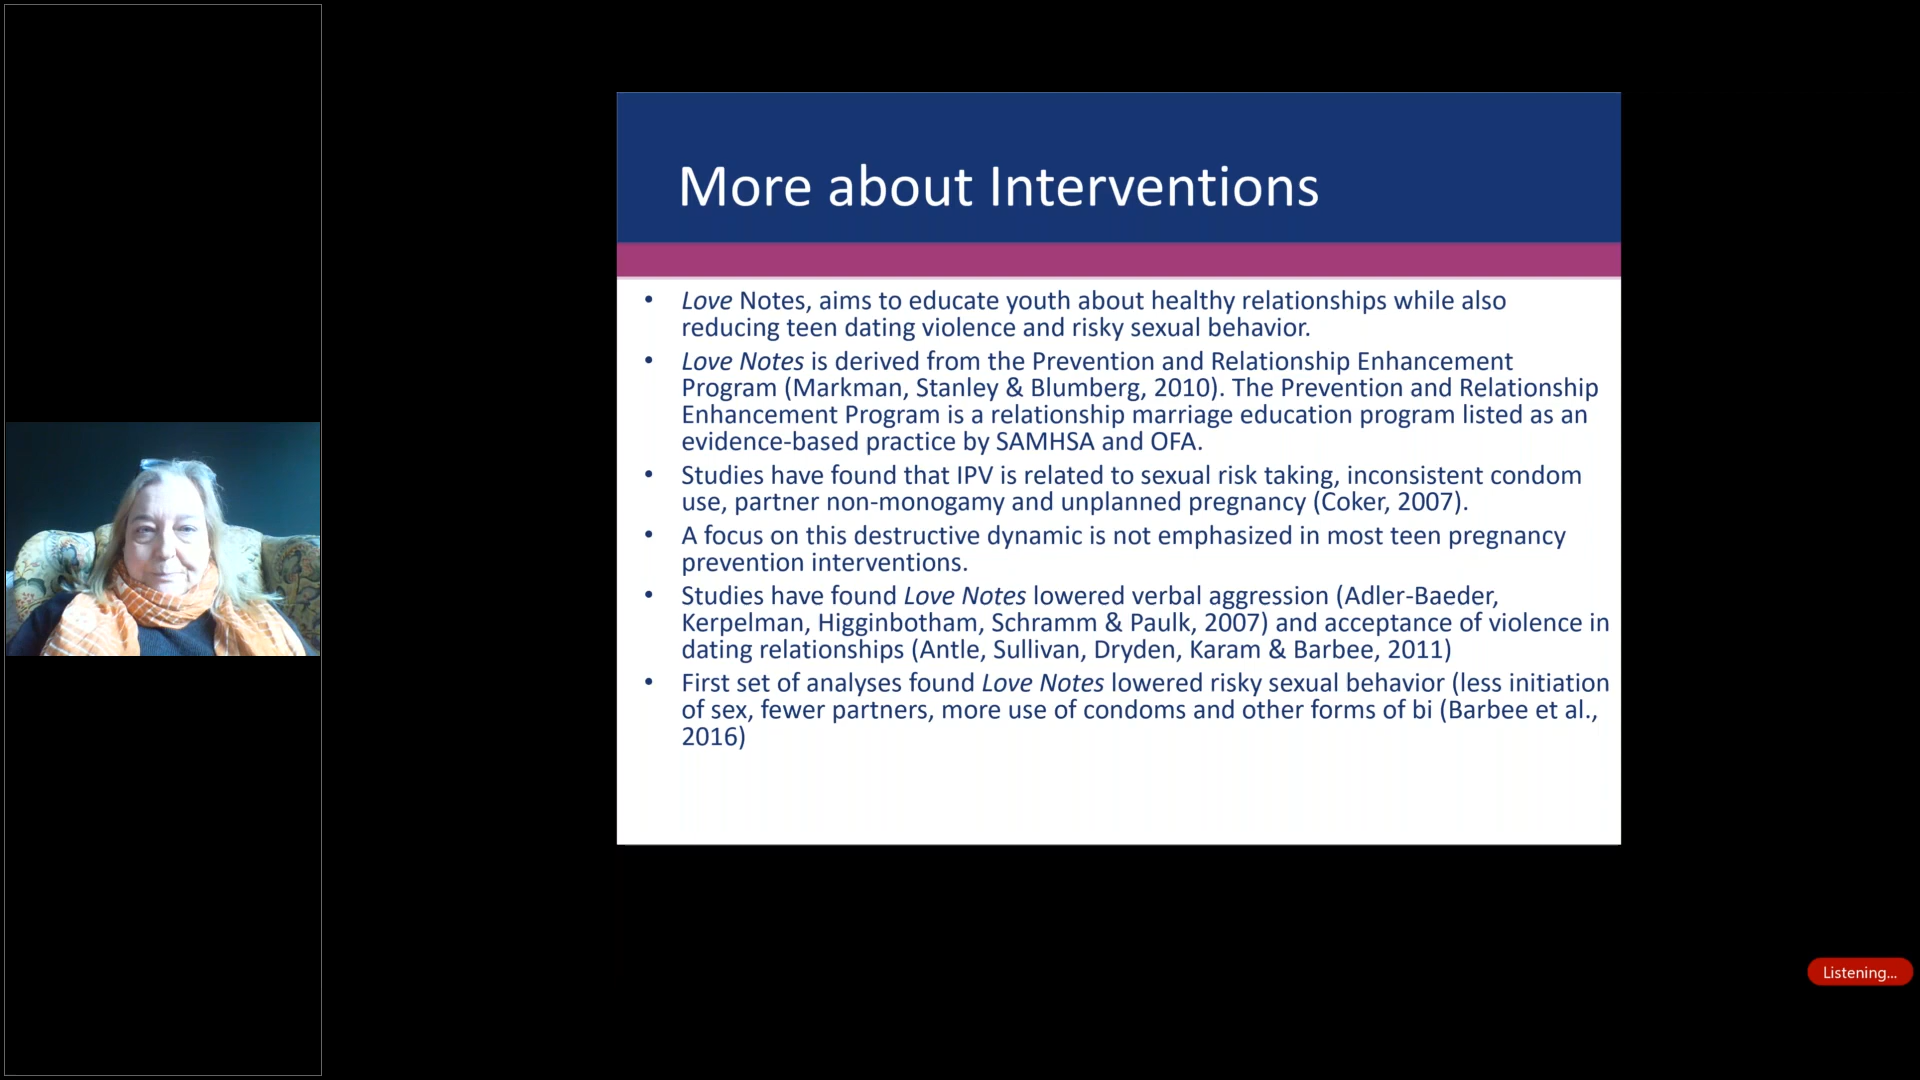 More about Interventions
• Love Notes, aims to educate youth about healthy relationships while also
reducing teen dating violence and risky sexual behavior.
• Love Notes is derived from the Prevention and Relationship Enhancement
Program (Markman, Stanley & Blumberg, 2010). The Prevention and Relationship
Enhancement Program is a relationship marriage education program listed as an
evidence-based practice by SAMHSA and OFA.
• Studies have found that IPV is related to sexual risk taking, inconsistent condom
use, partner non-monogamy and unplanned pregnancy (Coker, 2007).
• A focus on this destructive dynamic is not emphasized in most teen pregnancy
prevention interventions.
• Studies have found Love Notes lowered verbal aggression (Adler-Baeder,
Kerpelman, Higginbotham, Schramm & Paulk, 2007) and acceptance of violence in
dating relationships (Antle, Sullivan, Dryden, Karam & Barbee, 2011)
• First set of analyses found Love Notes lowered risky sexual behavior (less initiation
of sex, fewer partners, more use of condoms and other forms of bi (Barbee et al.,
2016)
Listening...